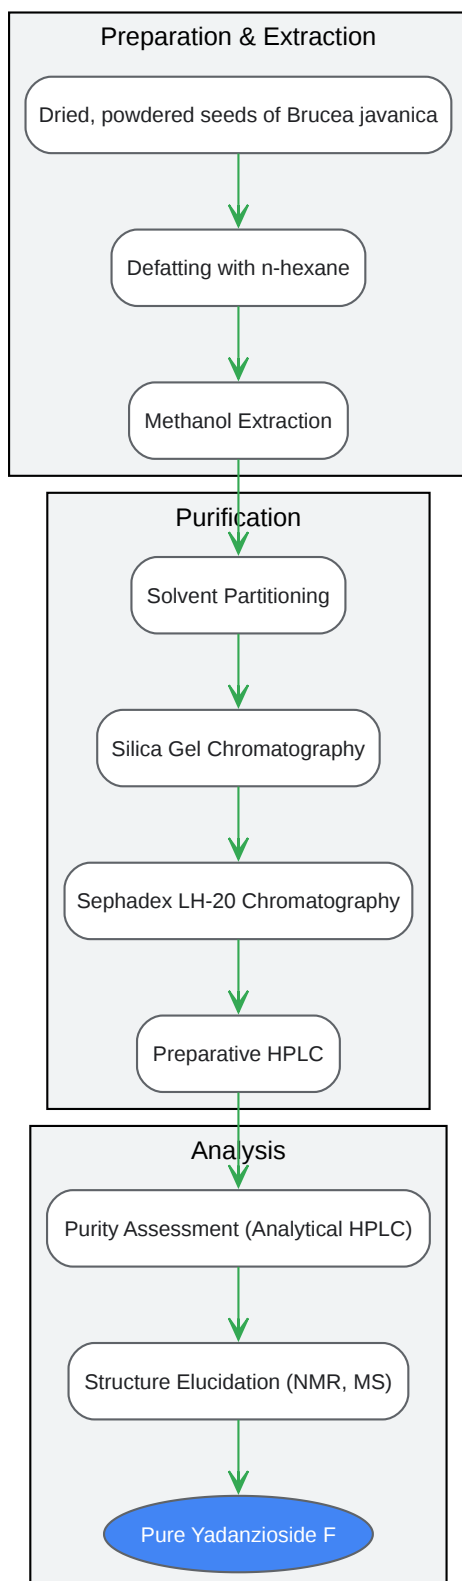 Preparation & Extraction
Dried, powdered seeds of Brucea javanica
Defatting with n-hexane
Methanol Extraction
Purification
Solvent Partitioning
Silica Gel Chromatography
Sephadex LH-20 Chromatography
Preparative HPLC
Analysis
Purity Assessment (Analytical HPLC)
Structure Elucidation (NMR, MS)
Pure Yadanzioside F